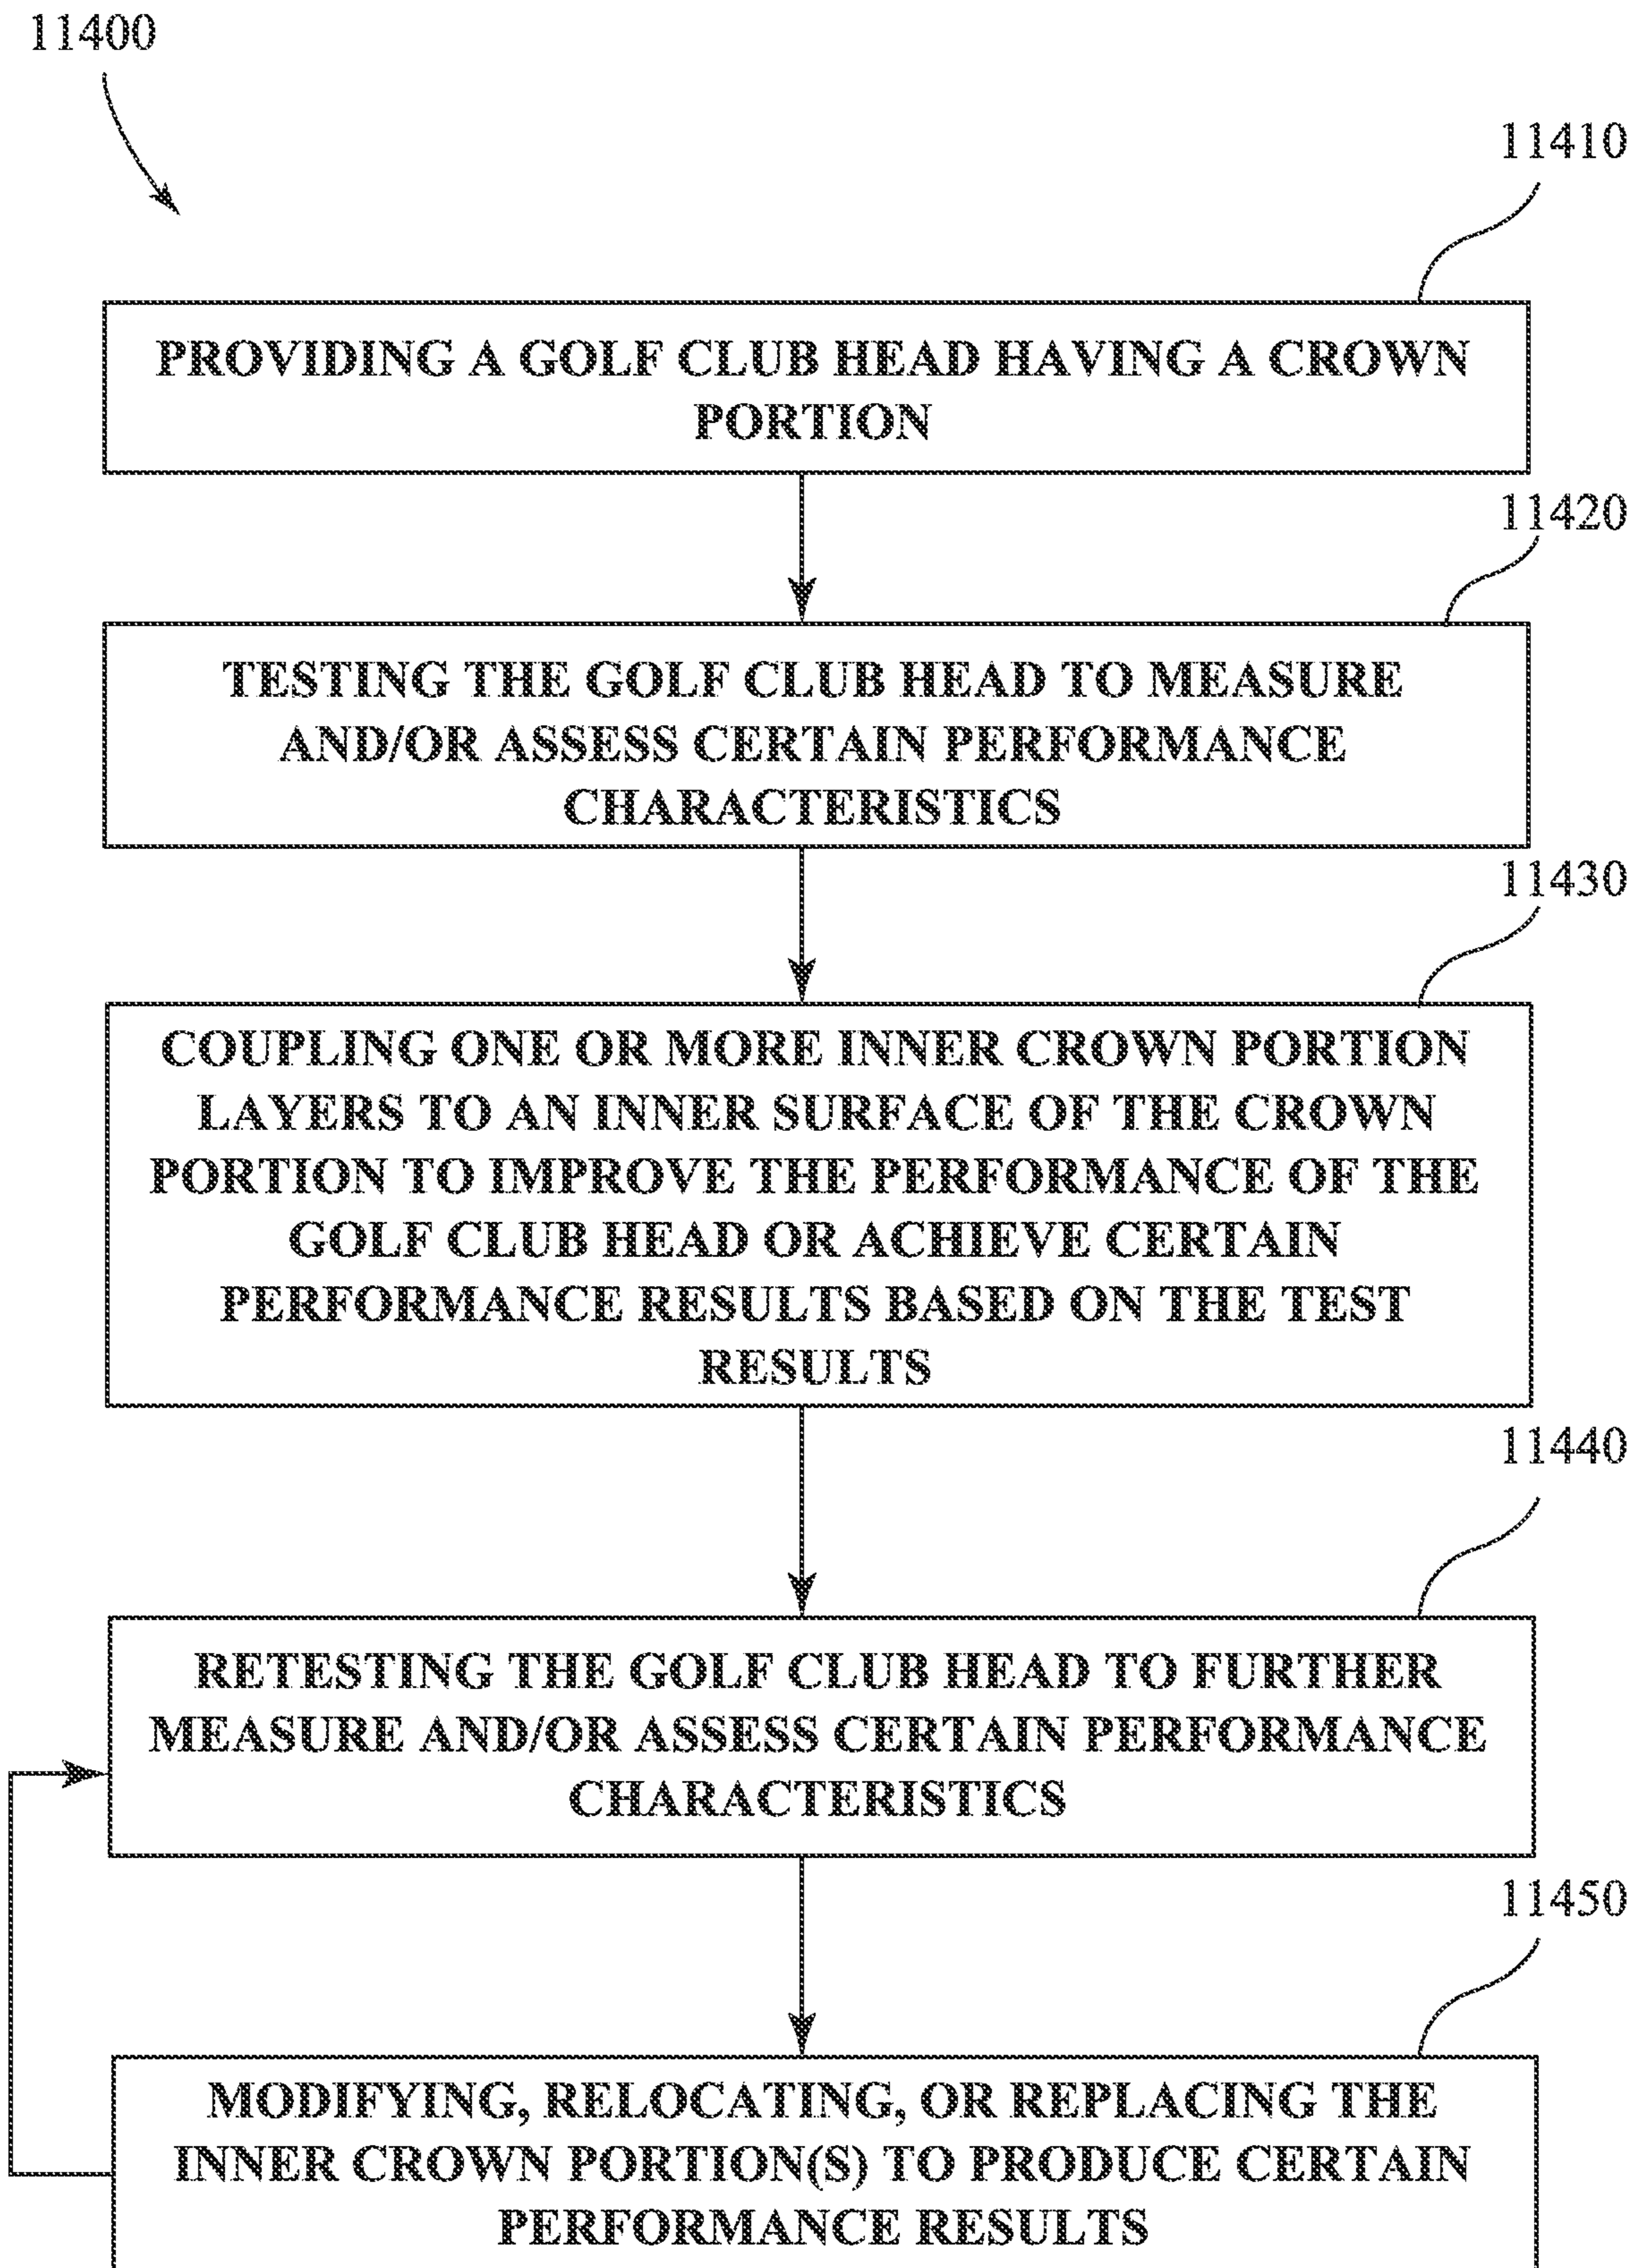 11400
11410
PROVIDING A GOLF CLUB HEAD HAVING A CROWN
PORTION
11420
TESTING THE GOLF CLUB HEAD TO MEASURE
AND/OR ASSESS CERTAIN PERFORMANCE
CHARACTERISTICS
11430
COUPLING ONE OR MORE INNER CROWN PORTION
LAYERS TO AN INNER SURFACE OF THE CROWN
PORTION TO IMPROVE THE PERFORMANCE OF THE
GOLF CLUB HEAD OR ACHIEVE CERTAIN
PERFORMANCE RESULTS BASED ON THE TEST
RESULTS
11440
RETESTING THE GOLF CLUB HEAD TO FURTHER
MEASURE AND/OR ASSESS CERTAIN PERFORMANCE
CHARACTERISTICS
11450
MODIFYING, RELOCATING, OR REPLACING THE
INNER CROWN PORTION(S) TO PRODUCE CERTAIN
PERFORMANCE RESULTS